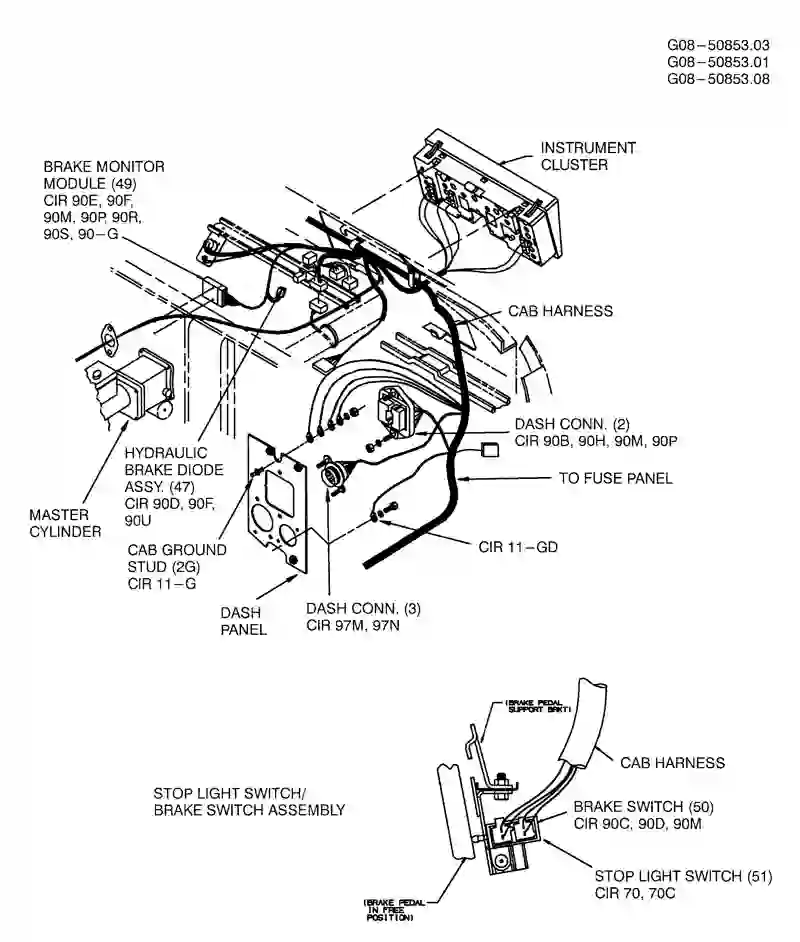 G08-50853.03
G08-50853.01
G08-50853.08
INSTRUMENT
CLUSTER
BRAKE MONITOR
MODULE (49)
CIR 90E, 90F,
90M, 90P, 90R,
90S, 90-G
CAB HARNESS
DASH CONN. (2)
CIR 90B, 90H, 90M, 90P
TO FUSE PANEL
HYDRAULIC
BRAKE DIODE
ASSY. (47)
CIR 90D, 90F,
90U
MASTER
CYLINDER
CAB GROUND
STUD (2G)
CIR 11-G
CIR 11-GD
DASH
PANEL
DASH CONN. (3)
CIR 97M, 97N
(BRAKE PEDAL
SUPPORT BRKT)
CAB HARNESS
STOP LIGHT SWITCH/
BRAKE SWITCH ASSEMBLY
BRAKE SWITCH (50)
CIR 90C, 90D, 90M
STOP LIGHT SWITCH (51)
CIR 70, 70C
(BRAKE PEDAL
IN FREE
POSITION)